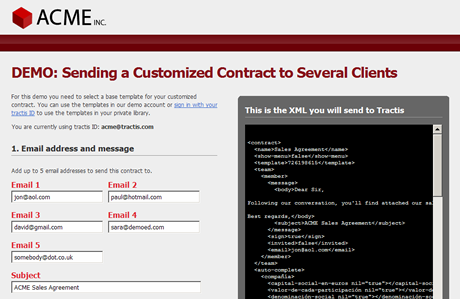 ACME INC.
DEMO: Sending a Customized Contract to Several Clients
For this demo you need to select a base template for your customized
contract. You can use the templates in our demo account or sign in with your
tractis ID to use the templates in your private library.
You are currently using tractis ID: acme@tractis.com
1. Email address and message
Add up to 5 email addresses to send this contract to.
Email 1
Email 2
jon@aol.com
paul@hotmail.com
Email 3
Email 4
david@gmail.com
sara@demoed.com
Email 5
somebody@dot.co.uk
Subject
ACME Sales Agreement
This is the XML you will send to Tractis
<contract>
<name>Sales Agreement</name>
<show-menu>false</show-menu>
<template>726198615</template>
<team>
<member>
<message>
<body>Dear Sir,
Following our conversation, you'll find attached our sa
Best regards,</body>
<subject>ACME Sales Agreement</subject>
</message>
<sign>true</sign>
<invited>false</invited>
<email>jon@aol.com</email>
</member>
</team>
<auto-complete>
<compañia>
<capital-social-en-euros nil="true"></capital-social
<valor-de-cada-participación nil="true"></valor-de
<denominación-social nil="true"></denominación-soci